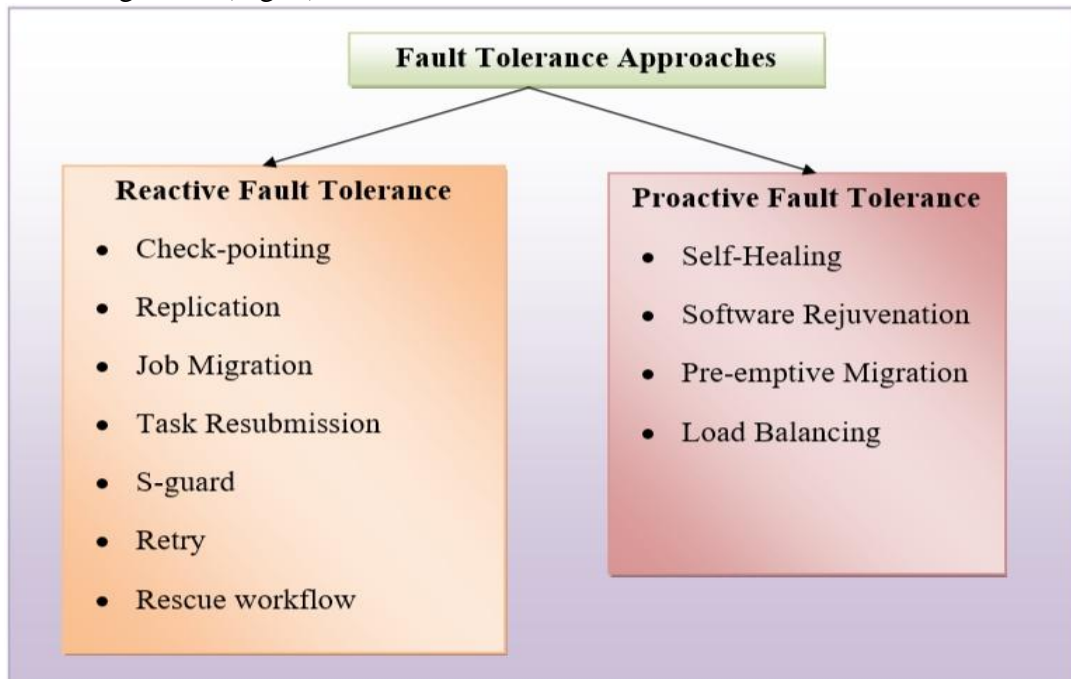 Fault Tolerance Approaches
Reactive Fault Tolerance
• Check-pointing
• Replication
• Job Migration
• Task Resubmission
• S-guard
• Retry
• Rescue workflow
Proactive Fault Tolerance
• Self-Healing
• Software Rejuvenation
• Pre-emptive Migration
• Load Balancing